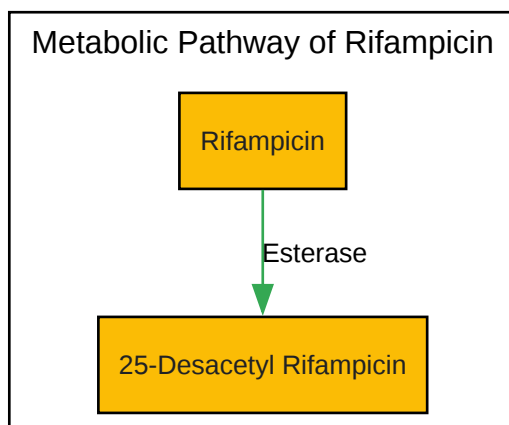 Metabolic Pathway of Rifampicin
Rifampicin
Esterase
25-Desacetyl Rifampicin